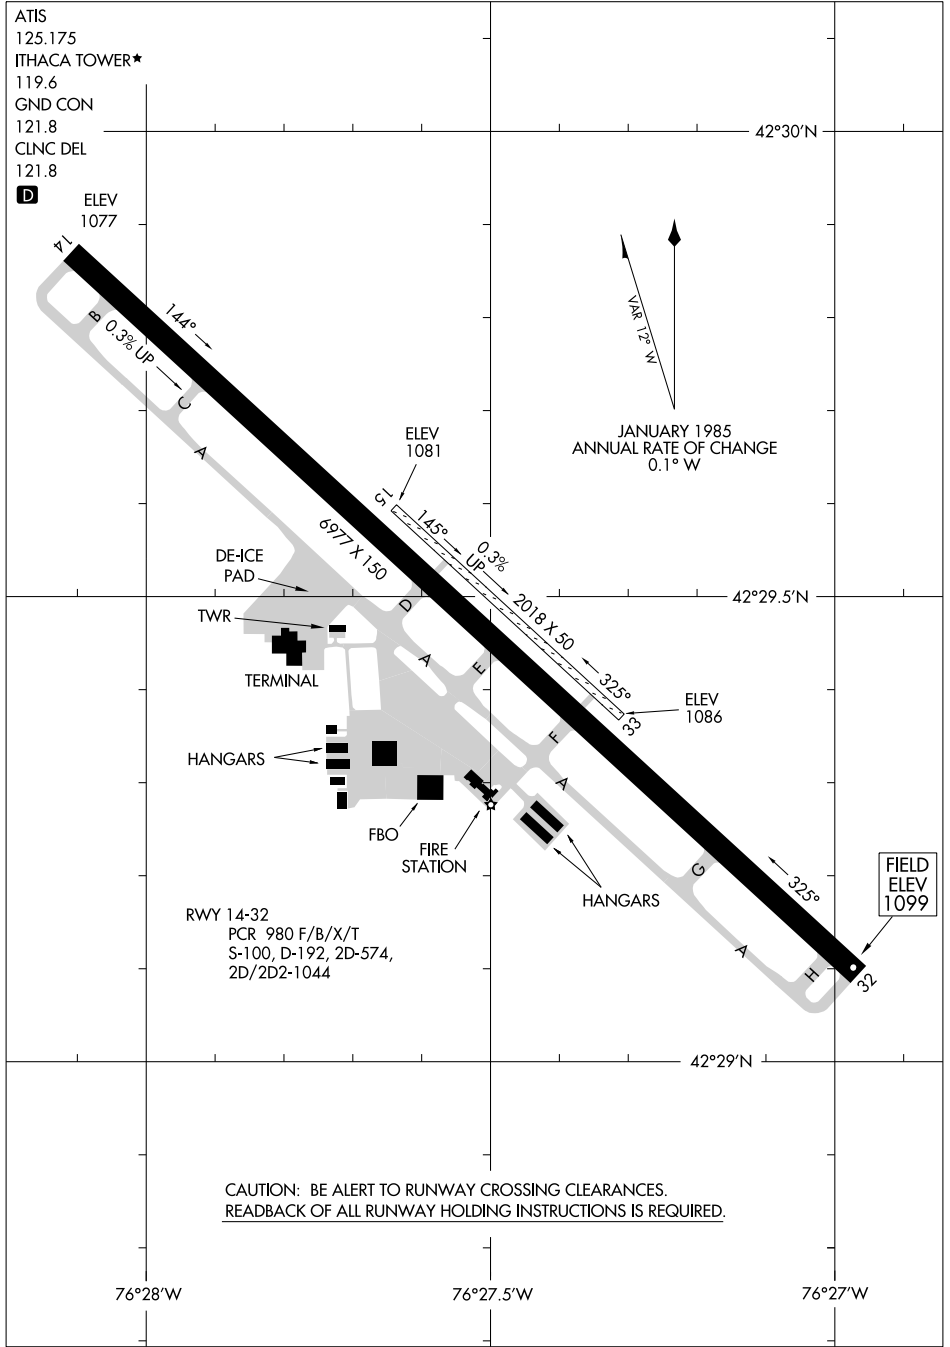 ATIS
125.175
ITHACA TOWER★
119.6
GND CON
121.8
CLNC DEL
121.8
D
42°30'N
ELEV
1077
14
144°
B
0.3% UP
C
A
VAR 12° W
JANUARY 1985
ANNUAL RATE OF CHANGE
0.1° W
ELEV
1081
15
145°
0.3%
UP
6977 X 150
2018 X 50
DE-ICE
PAD
42°29.5'N
TWR
D
TERMINAL
A
E
325°
ELEV
1086
33
F
HANGARS
A
FBO
FIRE
STATION
HANGARS
G
325°
FIELD
ELEV
1099
RWY 14-32
PCR 980 F/B/X/T
S-100, D-192, 2D-574,
2D/2D2-1044
A
H
32
42°29'N
CAUTION: BE ALERT TO RUNWAY CROSSING CLEARANCES.
READBACK OF ALL RUNWAY HOLDING INSTRUCTIONS IS REQUIRED.
76°28'W
76°27.5'W
76°27'W